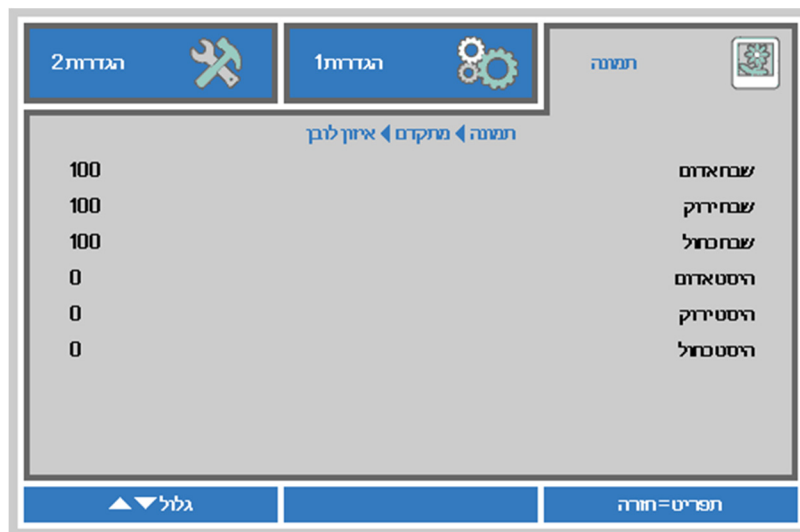 תמונה
הגדרות 1
הגדרות 2
תמונה מתקדם איזון לובן
שבח אדום 100
שבח ירוק 100
שבח כחול 100
היסט אדום 0
היסט ירוק 0
היסט כחול 0
תפריט = חזרה
גלול